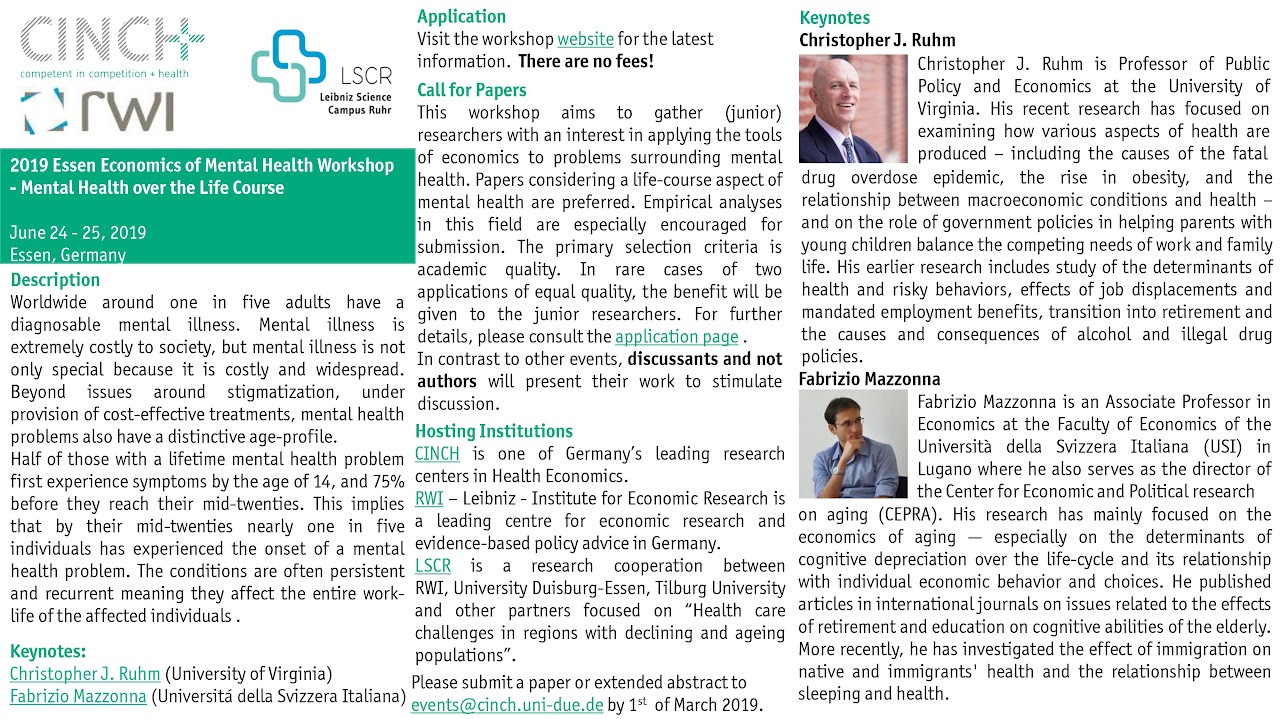 CINCH
competent in competition + health
rwi
LSCR
Leibniz Science
Campus Ruhr
2019 Essen Economics of Mental Health Workshop
- Mental Health over the Life Course
June 24 - 25, 2019
Essen, Germany
Description
Worldwide around one in five adults have a
diagnosable mental illness. Mental illness is
extremely costly to society, but mental illness is not
only special because it is costly and widespread.
Beyond issues around stigmatization, under
provision of cost-effective treatments, mental health
problems also have a distinctive age-profile.
Half of those with a lifetime mental health problem
first experience symptoms by the age of 14, and 75%
before they reach their mid-twenties. This implies
that by their mid-twenties nearly one in five
individuals has experienced the onset of a mental
health problem. The conditions are often persistent
and recurrent meaning they affect the entire work-
life of the affected individuals .
Keynotes:
Christopher J. Ruhm (University of Virginia)
Fabrizio Mazzonna (Universitá della Svizzera Italiana)
Application
Visit the workshop website for the latest
information. There are no fees!
Call for Papers
This workshop aims to gather (junior)
researchers with an interest in applying the tools
of economics to problems surrounding mental
health. Papers considering a life-course aspect of
mental health are preferred. Empirical analyses
in this field are especially encouraged for
submission. The primary selection criteria is
academic quality. In rare cases of two
applications of equal quality, the benefit will be
given to the junior researchers. For further
details, please consult the application page .
In contrast to other events, discussants and not
authors will present their work to stimulate
discussion.
Hosting Institutions
CINCH is one of Germany's leading research
centers in Health Economics.
RWI – Leibniz - Institute for Economic Research is
a leading centre for economic research and
evidence-based policy advice in Germany.
LSCR is a research cooperation between
RWI, University Duisburg-Essen, Tilburg University
and other partners focused on "Health care
challenges in regions with declining and ageing
populations".
Please submit a paper or extended abstract to
events@cinch.uni-due.de by 1st of March 2019.
Keynotes
Christopher J. Ruhm
Christopher J. Ruhm is Professor of Public
Policy and Economics at the University of
Virginia. His recent research has focused on
examining how various aspects of health are
produced – including the causes of the fatal
drug overdose epidemic, the rise in obesity, and the
relationship between macroeconomic conditions and health –
and on the role of government policies in helping parents with
young children balance the competing needs of work and family
life. His earlier research includes study of the determinants of
health and risky behaviors, effects of job displacements and
mandated employment benefits, transition into retirement and
the causes and consequences of alcohol and illegal drug
policies.
Fabrizio Mazzonna
Fabrizio Mazzonna is an Associate Professor in
Economics at the Faculty of Economics of the
Università della Svizzera Italiana (USI) in
Lugano where he also serves as the director of
the Center for Economic and Political research
on aging (CEPRA). His research has mainly focused on the
economics of aging — especially on the determinants of
cognitive depreciation over the life-cycle and its relationship
with individual economic behavior and choices. He published
articles in international journals on issues related to the effects
of retirement and education on cognitive abilities of the elderly.
More recently, he has investigated the effect of immigration on
native and immigrants' health and the relationship between
sleeping and health.